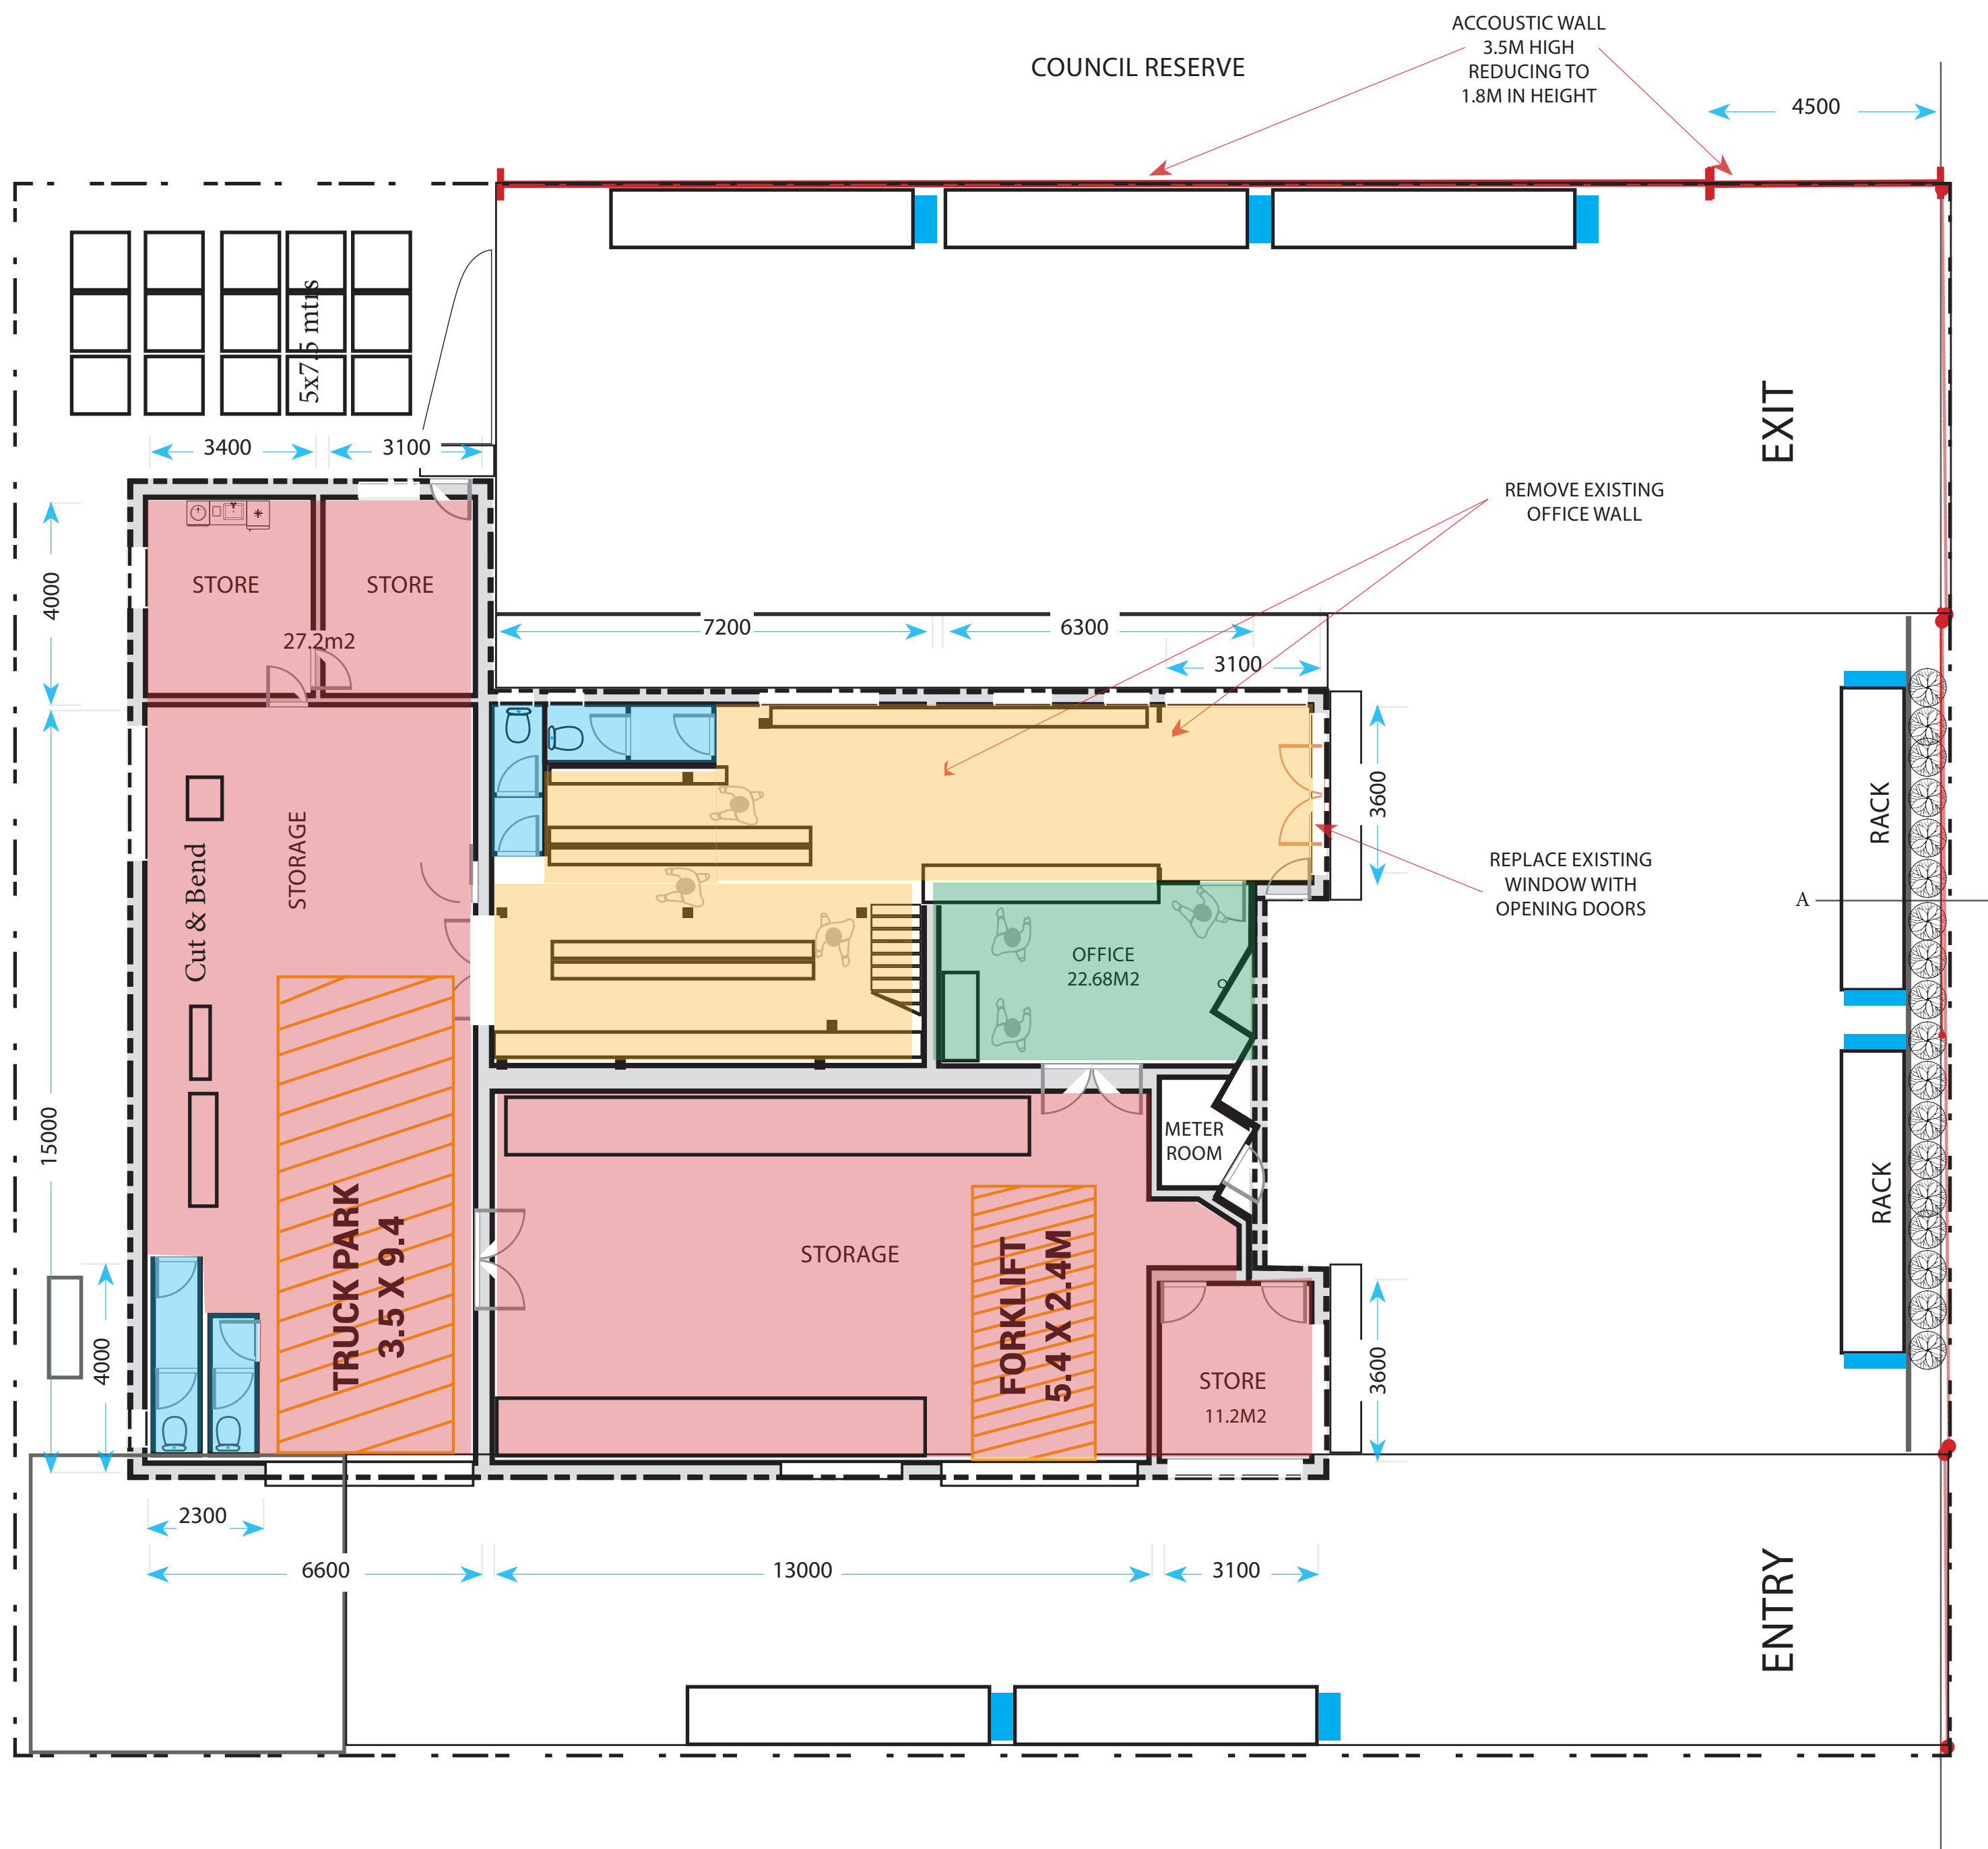 ACCOUSTIC WALL
3.5M HIGH
REDUCING TO
1.8M IN HEIGHT
COUNCIL RESERVE
4500
5x7.5 mtrs
EXIT
3400
3100
REMOVE EXISTING
OFFICE WALL
4000
STORE
STORE
27.2m2
7200
6300
3100
3600
RACK
STORAGE
Cut & Bend
REPLACE EXISTING
WINDOW WITH
OPENING DOORS
A
OFFICE
22.68M2
15000
METER
ROOM
RACK
TRUCK PARK
3.5 X 9.4
STORAGE
FORKLIFT
5.4 X 2.4M
4000
STORE
11.2M2
3600
2300
6600
13000
3100
ENTRY